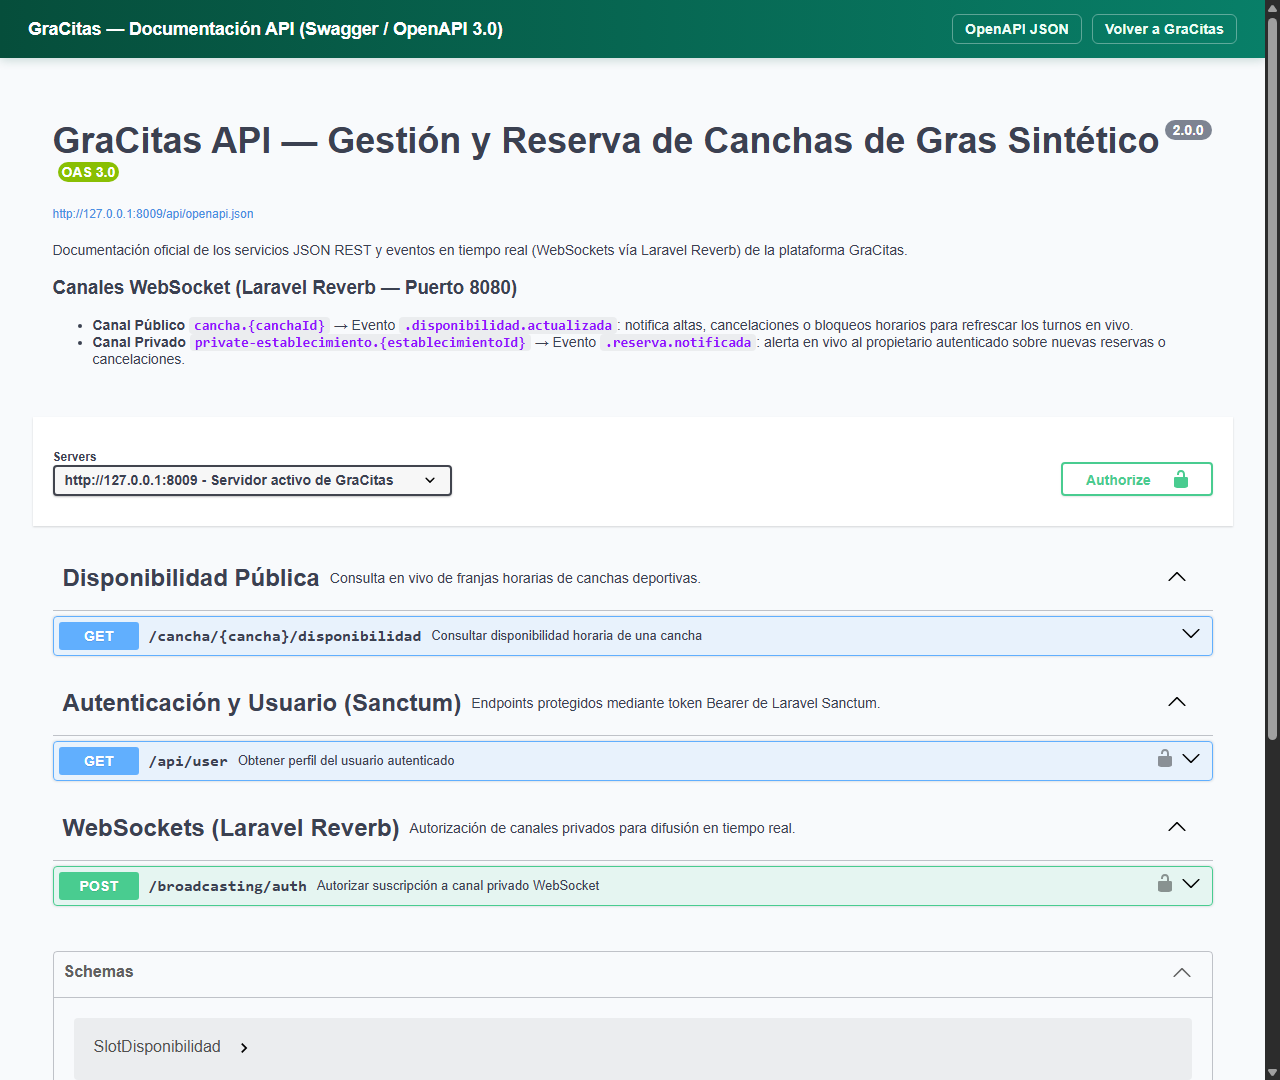 GraCitas — Documentación API (Swagger / OpenAPI 3.0)
OpenAPI JSON
Volver a GraCitas
GraCitas API — Gestión y Reserva de Canchas de Gras Sintético 2.0.0
OAS 3.0
http://127.0.0.1:8009/api/openapi.json
Documentación oficial de los servicios JSON REST y eventos en tiempo real (WebSockets vía Laravel Reverb) de la plataforma GraCitas.
Canales WebSocket (Laravel Reverb — Puerto 8080)
• Canal Público cancha.{canchaId} → Evento .disponibilidad.actualizada : notifica altas, cancelaciones o bloqueos horarios para refrescar los turnos en vivo.
• Canal Privado private-establecimiento.{establecimientoId} → Evento .reserva.notificada : alerta en vivo al propietario autenticado sobre nuevas reservas o
cancelaciones.
Servers
http://127.0.0.1:8009 - Servidor activo de GraCitas
Authorize
Disponibilidad Pública Consulta en vivo de franjas horarias de canchas deportivas.
GET /cancha/{cancha}/disponibilidad Consultar disponibilidad horaria de una cancha
Autenticación y Usuario (Sanctum) Endpoints protegidos mediante token Bearer de Laravel Sanctum.
GET /api/user Obtener perfil del usuario autenticado
WebSockets (Laravel Reverb) Autorización de canales privados para difusión en tiempo real.
POST /broadcasting/auth Autorizar suscripción a canal privado WebSocket
Schemas
SlotDisponibilidad